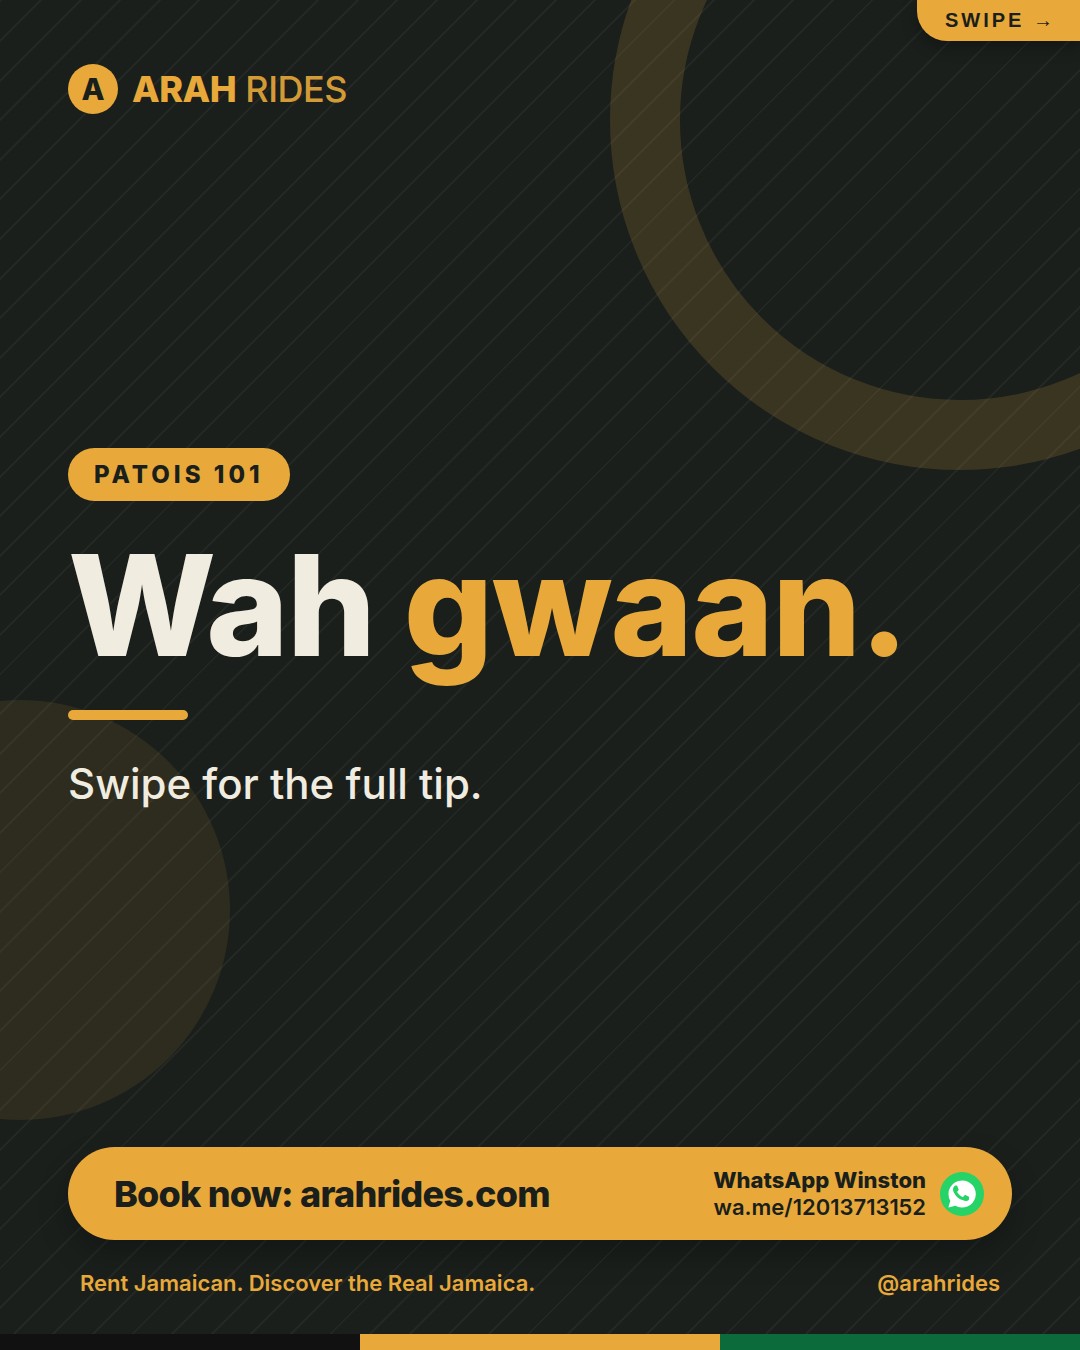 SWIPE →
A ARAH RIDES
PATOIS 101
Wah gwaan.
Swipe for the full tip.
Book now: arahrides.com
WhatsApp Winston
wa.me/12013713152
Rent Jamaican. Discover the Real Jamaica.
@arahrides